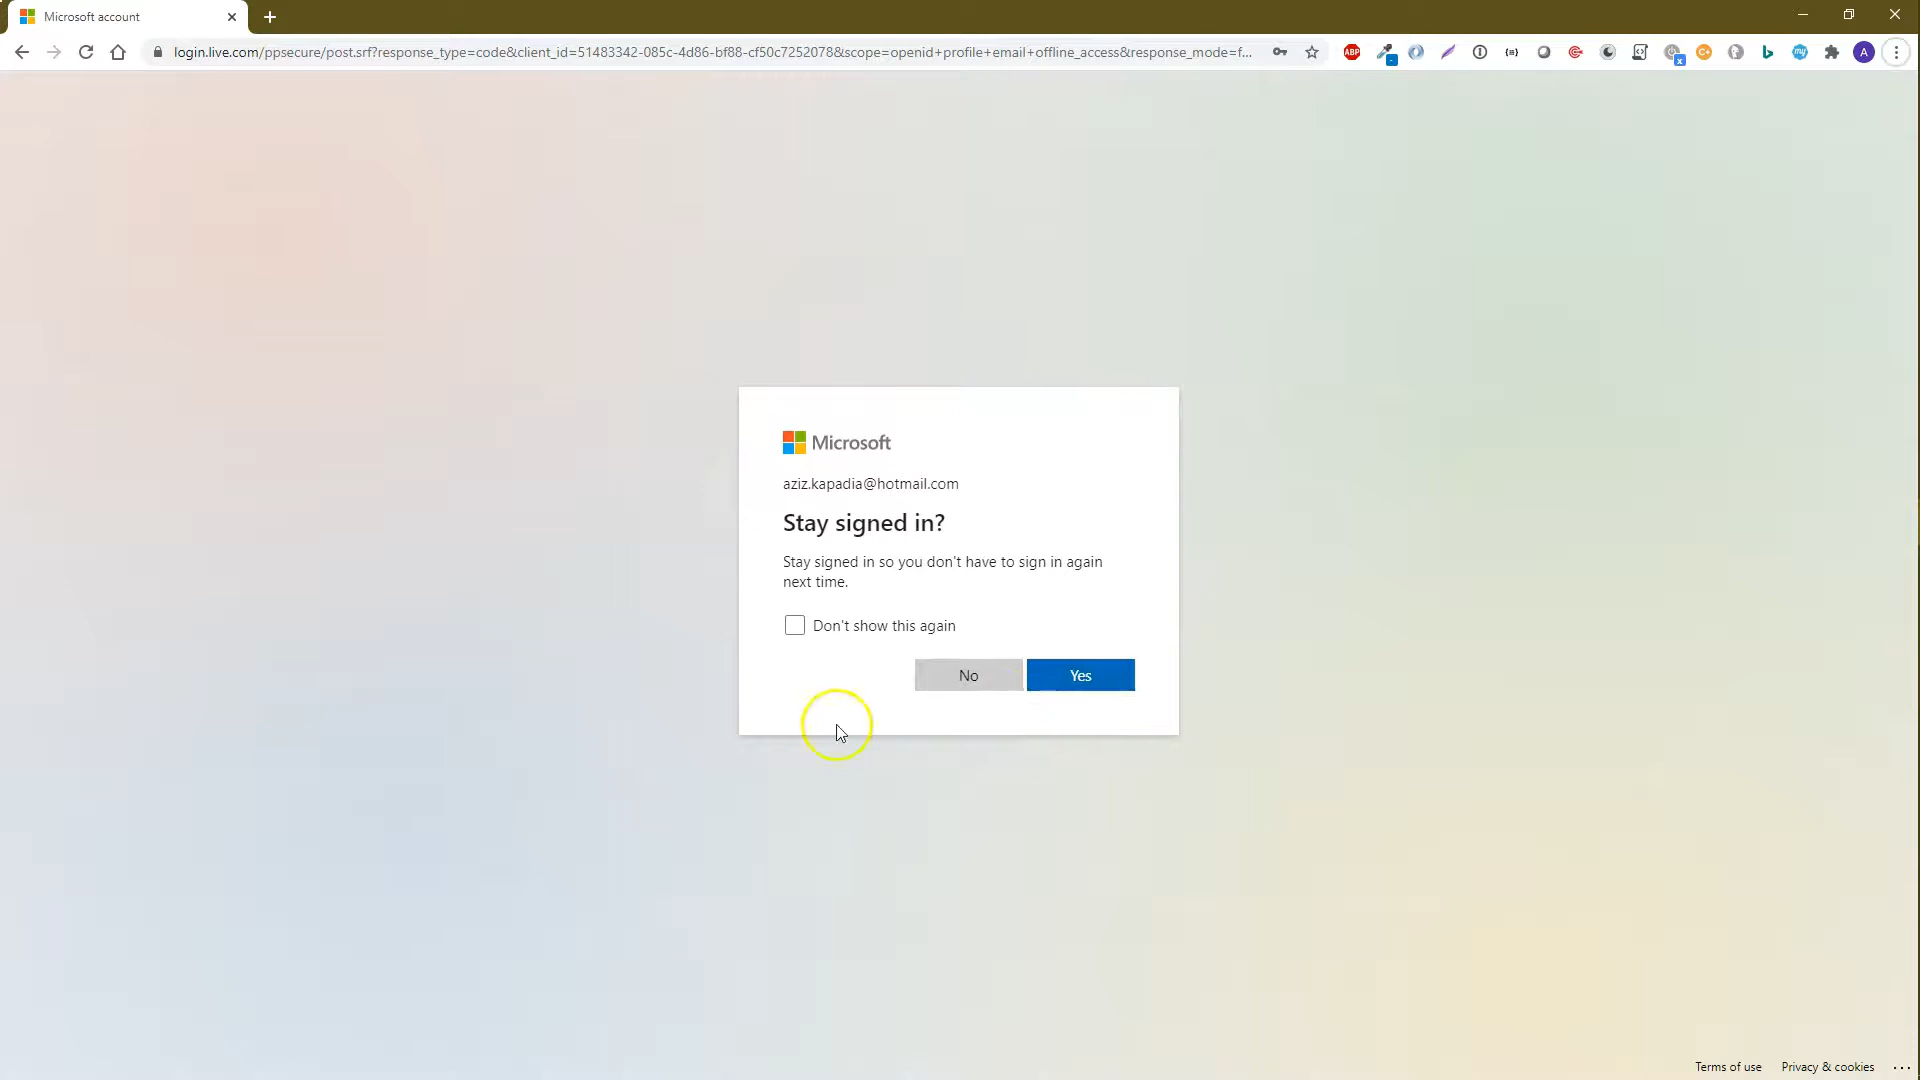 Microsoft account
login.live.com/ppsecure/post.srf?response_type=code&client_id=51483342-085c-4d86-bf88-cf50c7252078&scope=openid+profile+email+offline_access&response_mode=f...
ABP
A
Microsoft
aziz.kapadia@hotmail.com
Stay signed in?
Stay signed in so you don't have to sign in again
next time.
Don't show this again
No
Yes
Terms of use
Privacy & cookies
...